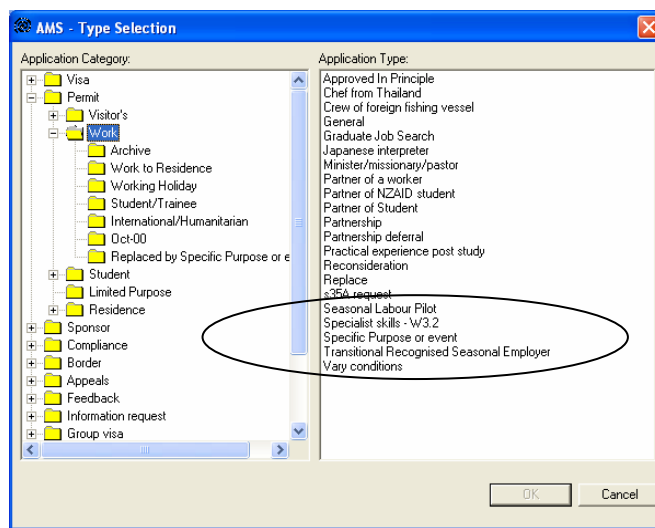 AMS - Type Selection
Application Category:
Visa
Permit
Visitor's
Work
Archive
Work to Residence
Working Holiday
Student/Trainee
International/Humanitarian
Oct-00
Replaced by Specific Purpose or e
Student
Limited Purpose
Residence
Sponsor
Compliance
Border
Appeals
Feedback
Information request
Group visa
Application Type:
Approved In Principle
Chef from Thailand
Crew of foreign fishing vessel
General
Graduate Job Search
Japanese interpreter
Minister/missionary/pastor
Partner of a worker
Partner of NZAID student
Partner of Student
Partnership
Partnership deferral
Practical experience post study
Reconsideration
Replace
s35A request
Seasonal Labour Pilot
Specialist skills - W3.2
Specific Purpose or event
Transitional Recognised Seasonal Employer
Vary conditions
OK
Cancel